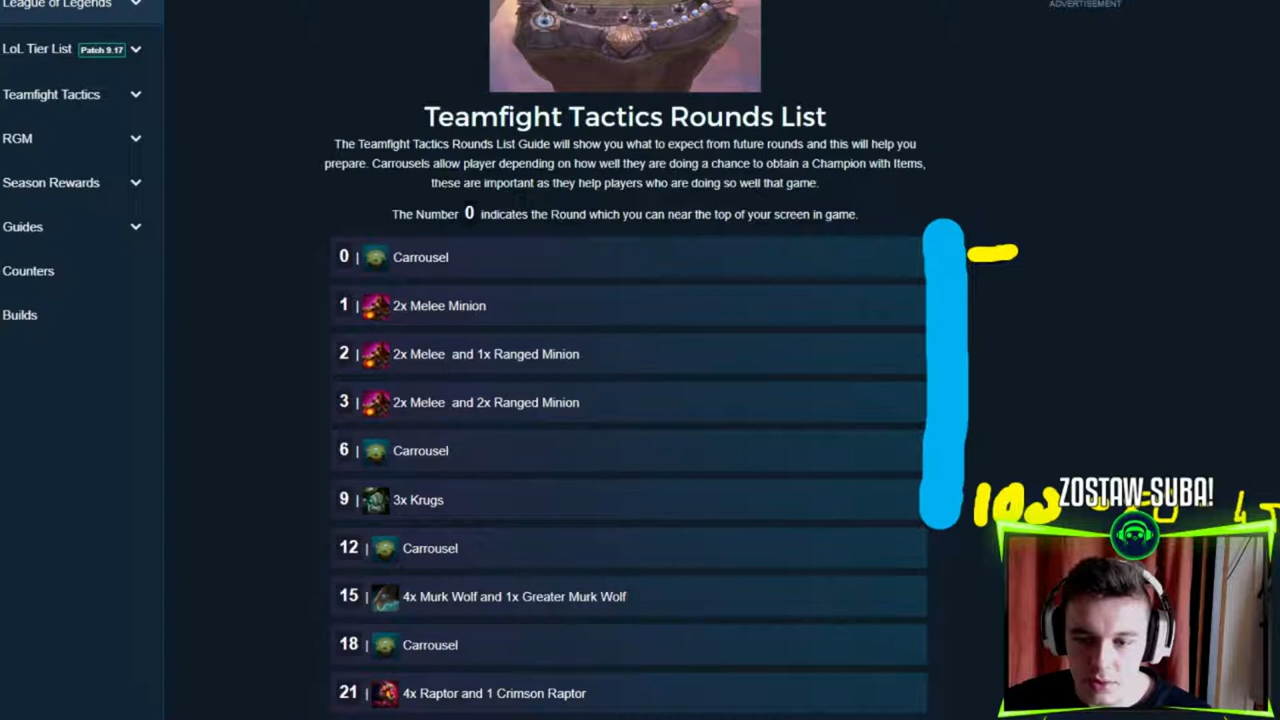 League of Legends
ADVERTISEMENT
LoL Tier List Patch 9.17
Teamfight Tactics
RGM
Season Rewards
Guides
Counters
Builds
Teamfight Tactics Rounds List
The Teamfight Tactics Rounds List Guide will show you what to expect from future rounds and this will help you
prepare. Carrousels allow player depending on how well they are doing a chance to obtain a Champion with Items,
these are important as they help players who are doing so well that game.
The Number 0 indicates the Round which you can near the top of your screen in game.
0 | Carrousel
1 | 2x Melee Minion
2 | 2x Melee and 1x Ranged Minion
3 | 2x Melee and 2x Ranged Minion
6 | Carrousel
9 | 3x Krugs
12 | Carrousel
15 | 4x Murk Wolf and 1x Greater Murk Wolf
18 | Carrousel
21 | 4x Raptor and 1 Crimson Raptor
ZOSTAW SUBA!